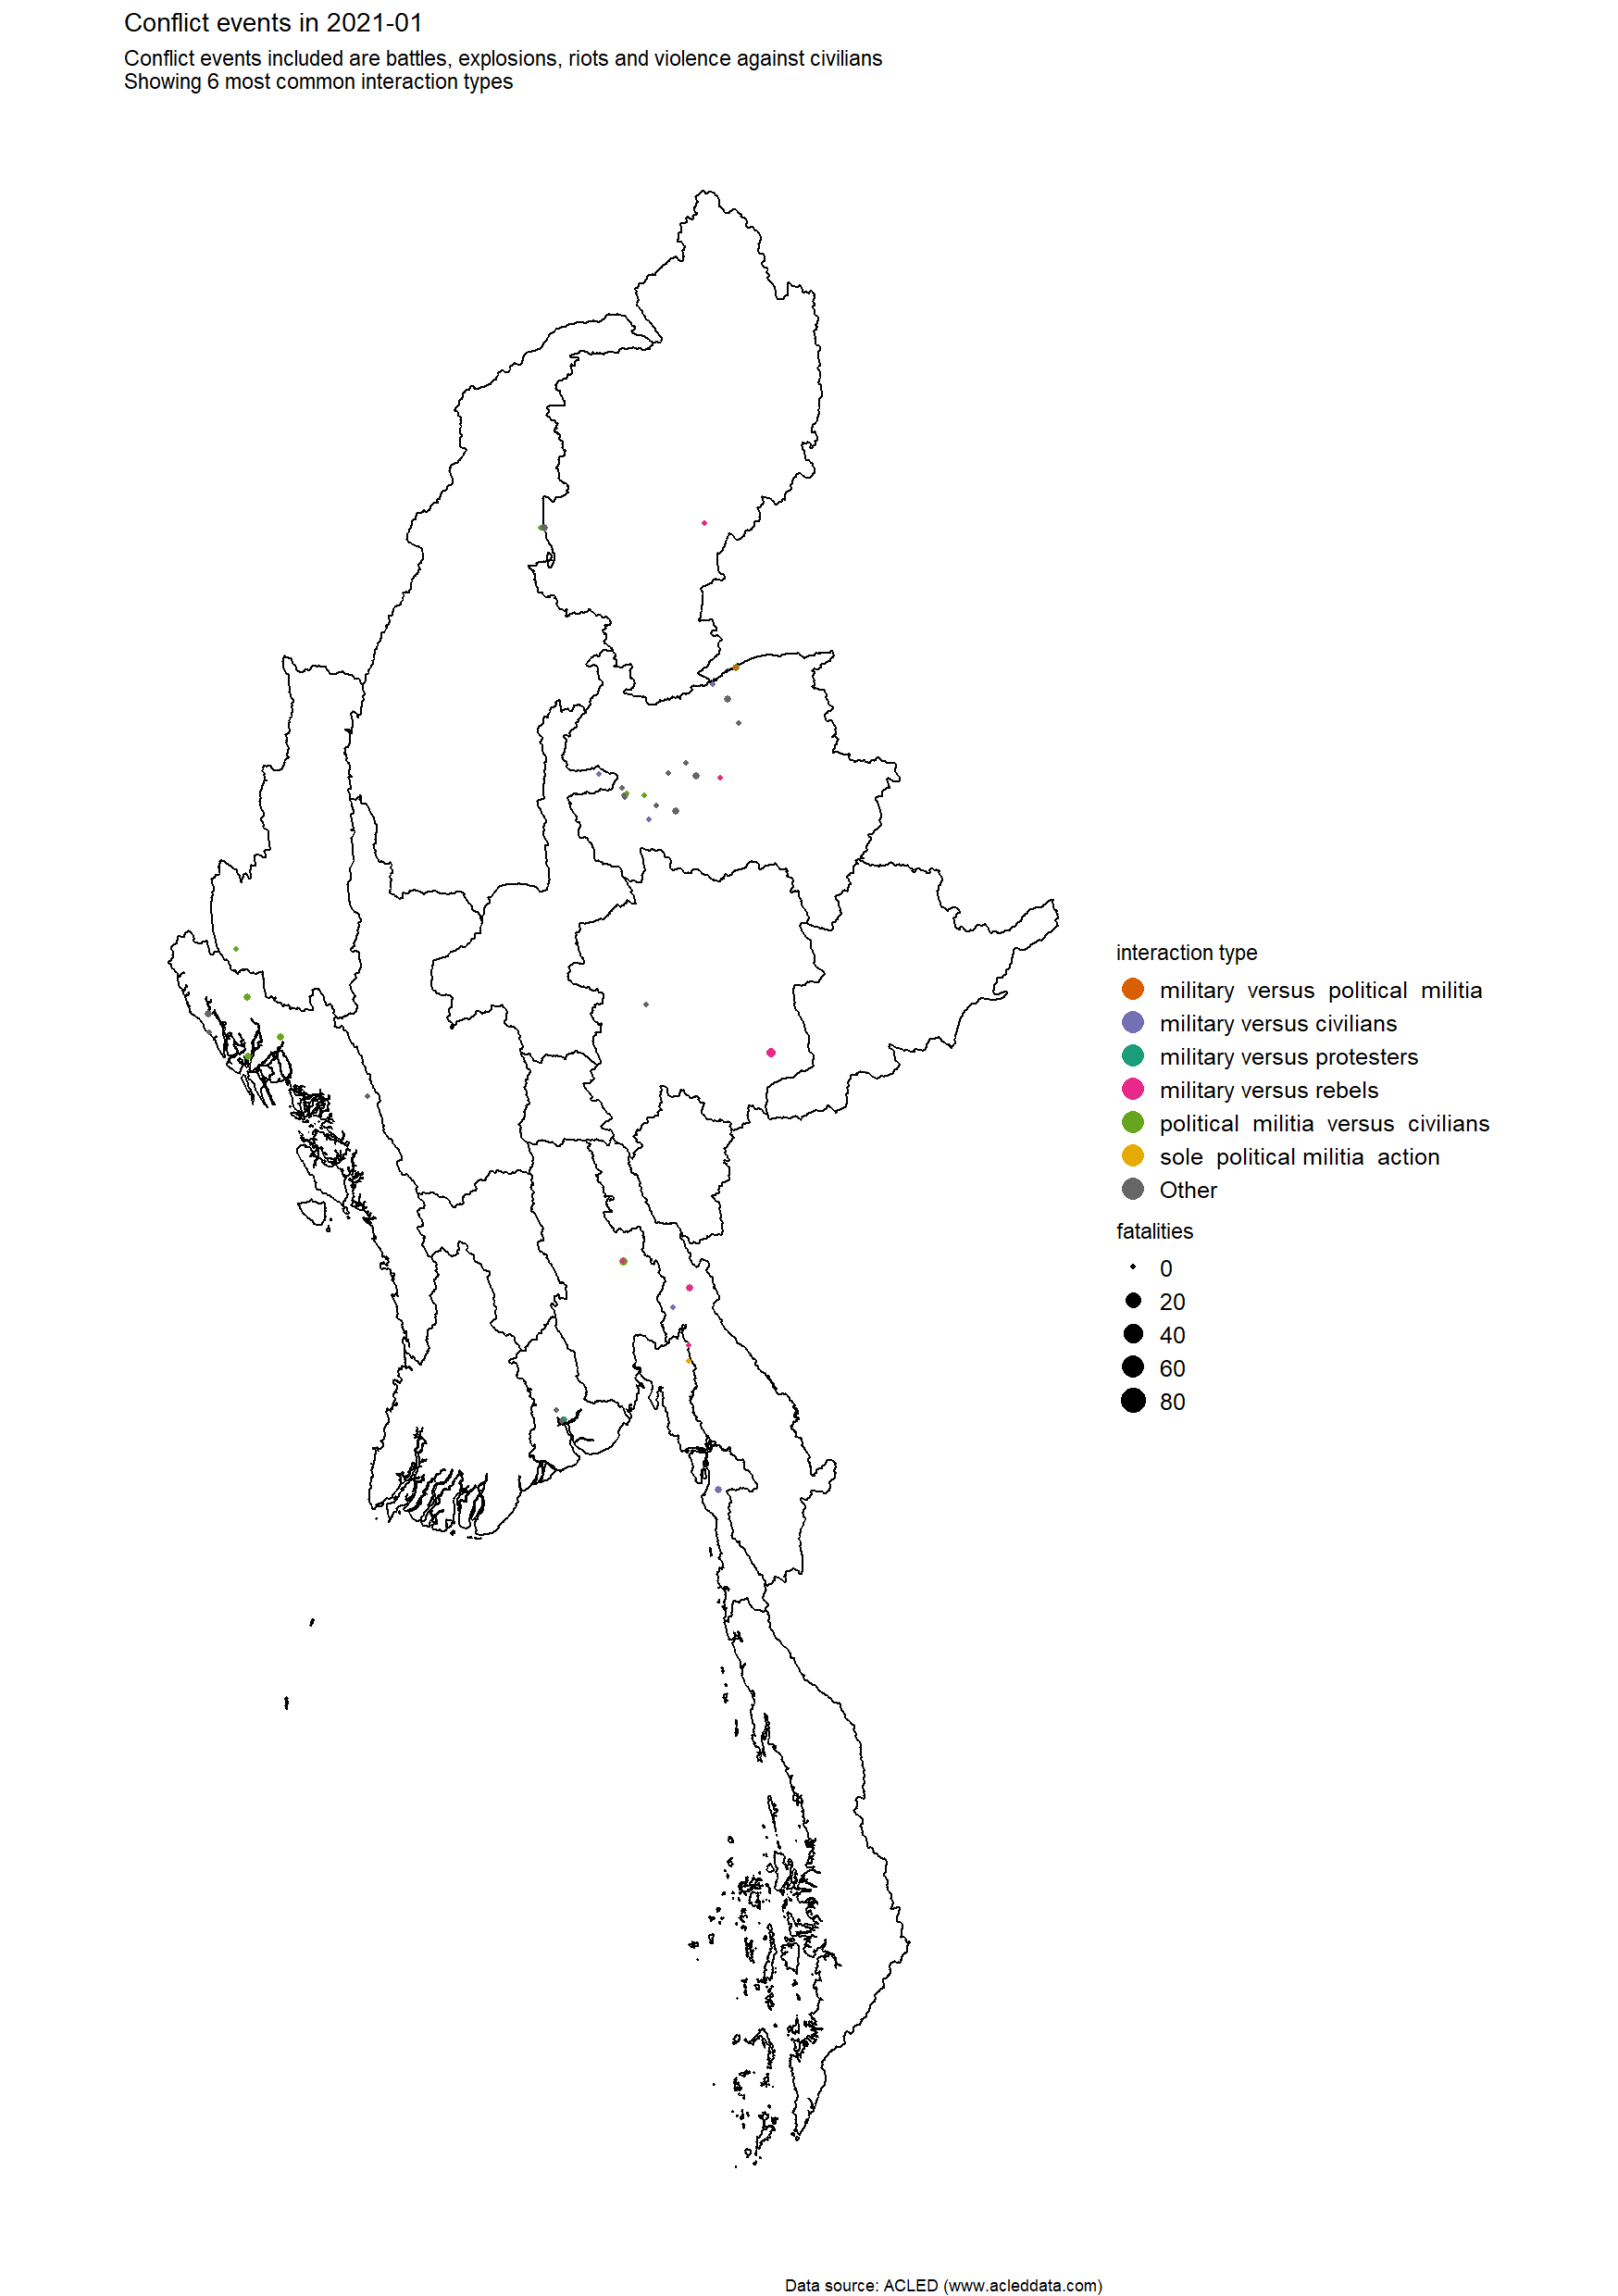 Conflict events in 2021-01
Conflict events included are battles, explosions, riots and violence against civilians
Showing 6 most common interaction types
interaction type
military versus political militia
military versus civilians
military versus protesters
military versus rebels
political militia versus civilians
sole political militia action
Other
fatalities
0
20
40
60
80
Data source: ACLED (www.acleddata.com)